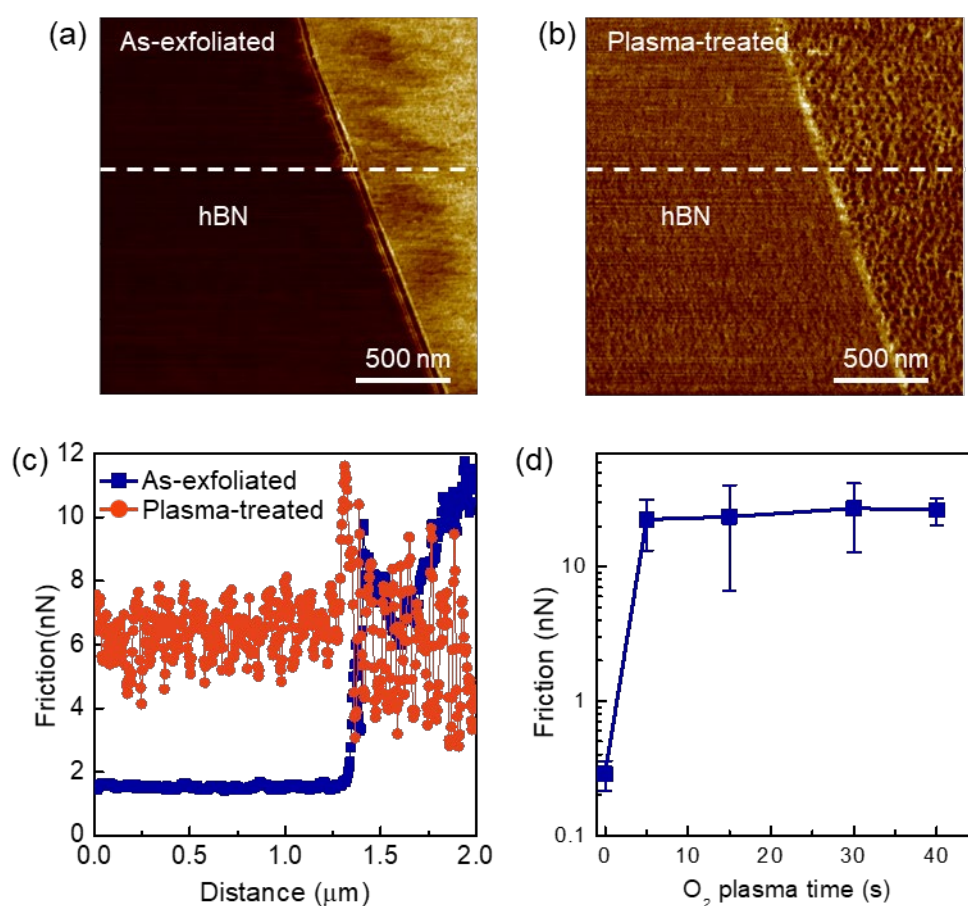 (a)
As-exfoliated
hBN
500 nm
(b)
Plasma-treated
hBN
500 nm
(c)
12
10
8
6
4
2
0
Friction(nN)
As-exfoliated
Plasma-treated
0.0
0.5
1.0
1.5
2.0
Distance (μm)
(d)
10
1
0.1
Friction (nN)
0
10
20
30
40
O₂ plasma time (s)